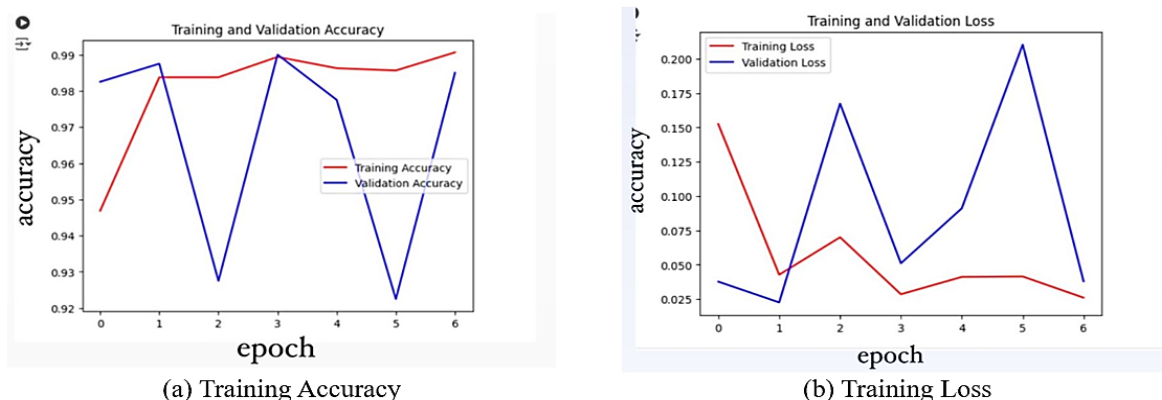 Training and Validation Accuracy
0.99
0.98
0.97
0.96
0.95
0.94
0.93
0.92
accuracy
Training Accuracy
Validation Accuracy
0 1 2 3 4 5 6
epoch
(a) Training Accuracy
Training and Validation Loss
Training Loss
Validation Loss
0.200
0.175
0.150
0.125
0.100
0.075
0.050
0.025
accuracy
0 1 2 3 4 5 6
epoch
(b) Training Loss